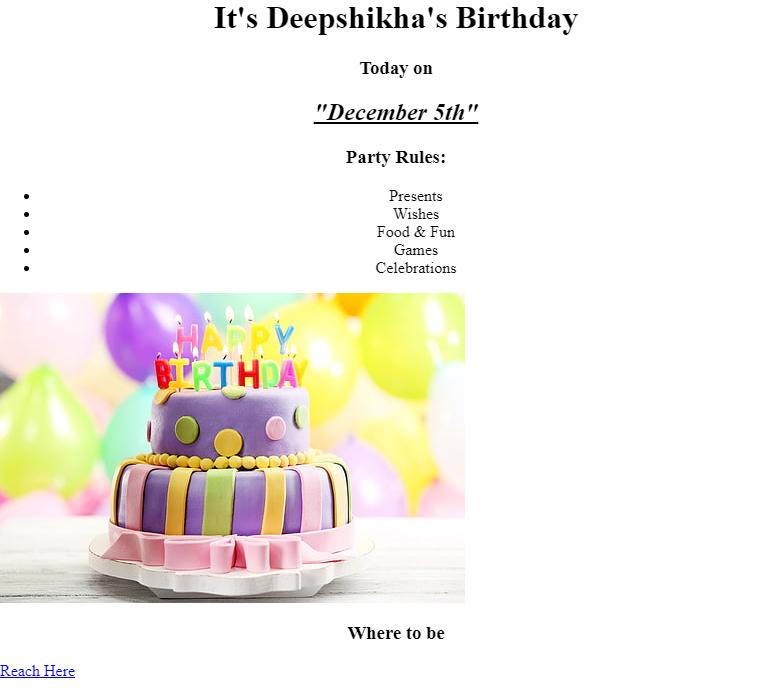 It's Deepshikha's Birthday
Today on
"December 5th"
Party Rules:
Presents
Wishes
Food & Fun
Games
Celebrations
HAPPY
BIRTHDAY
Where to be
Reach Here